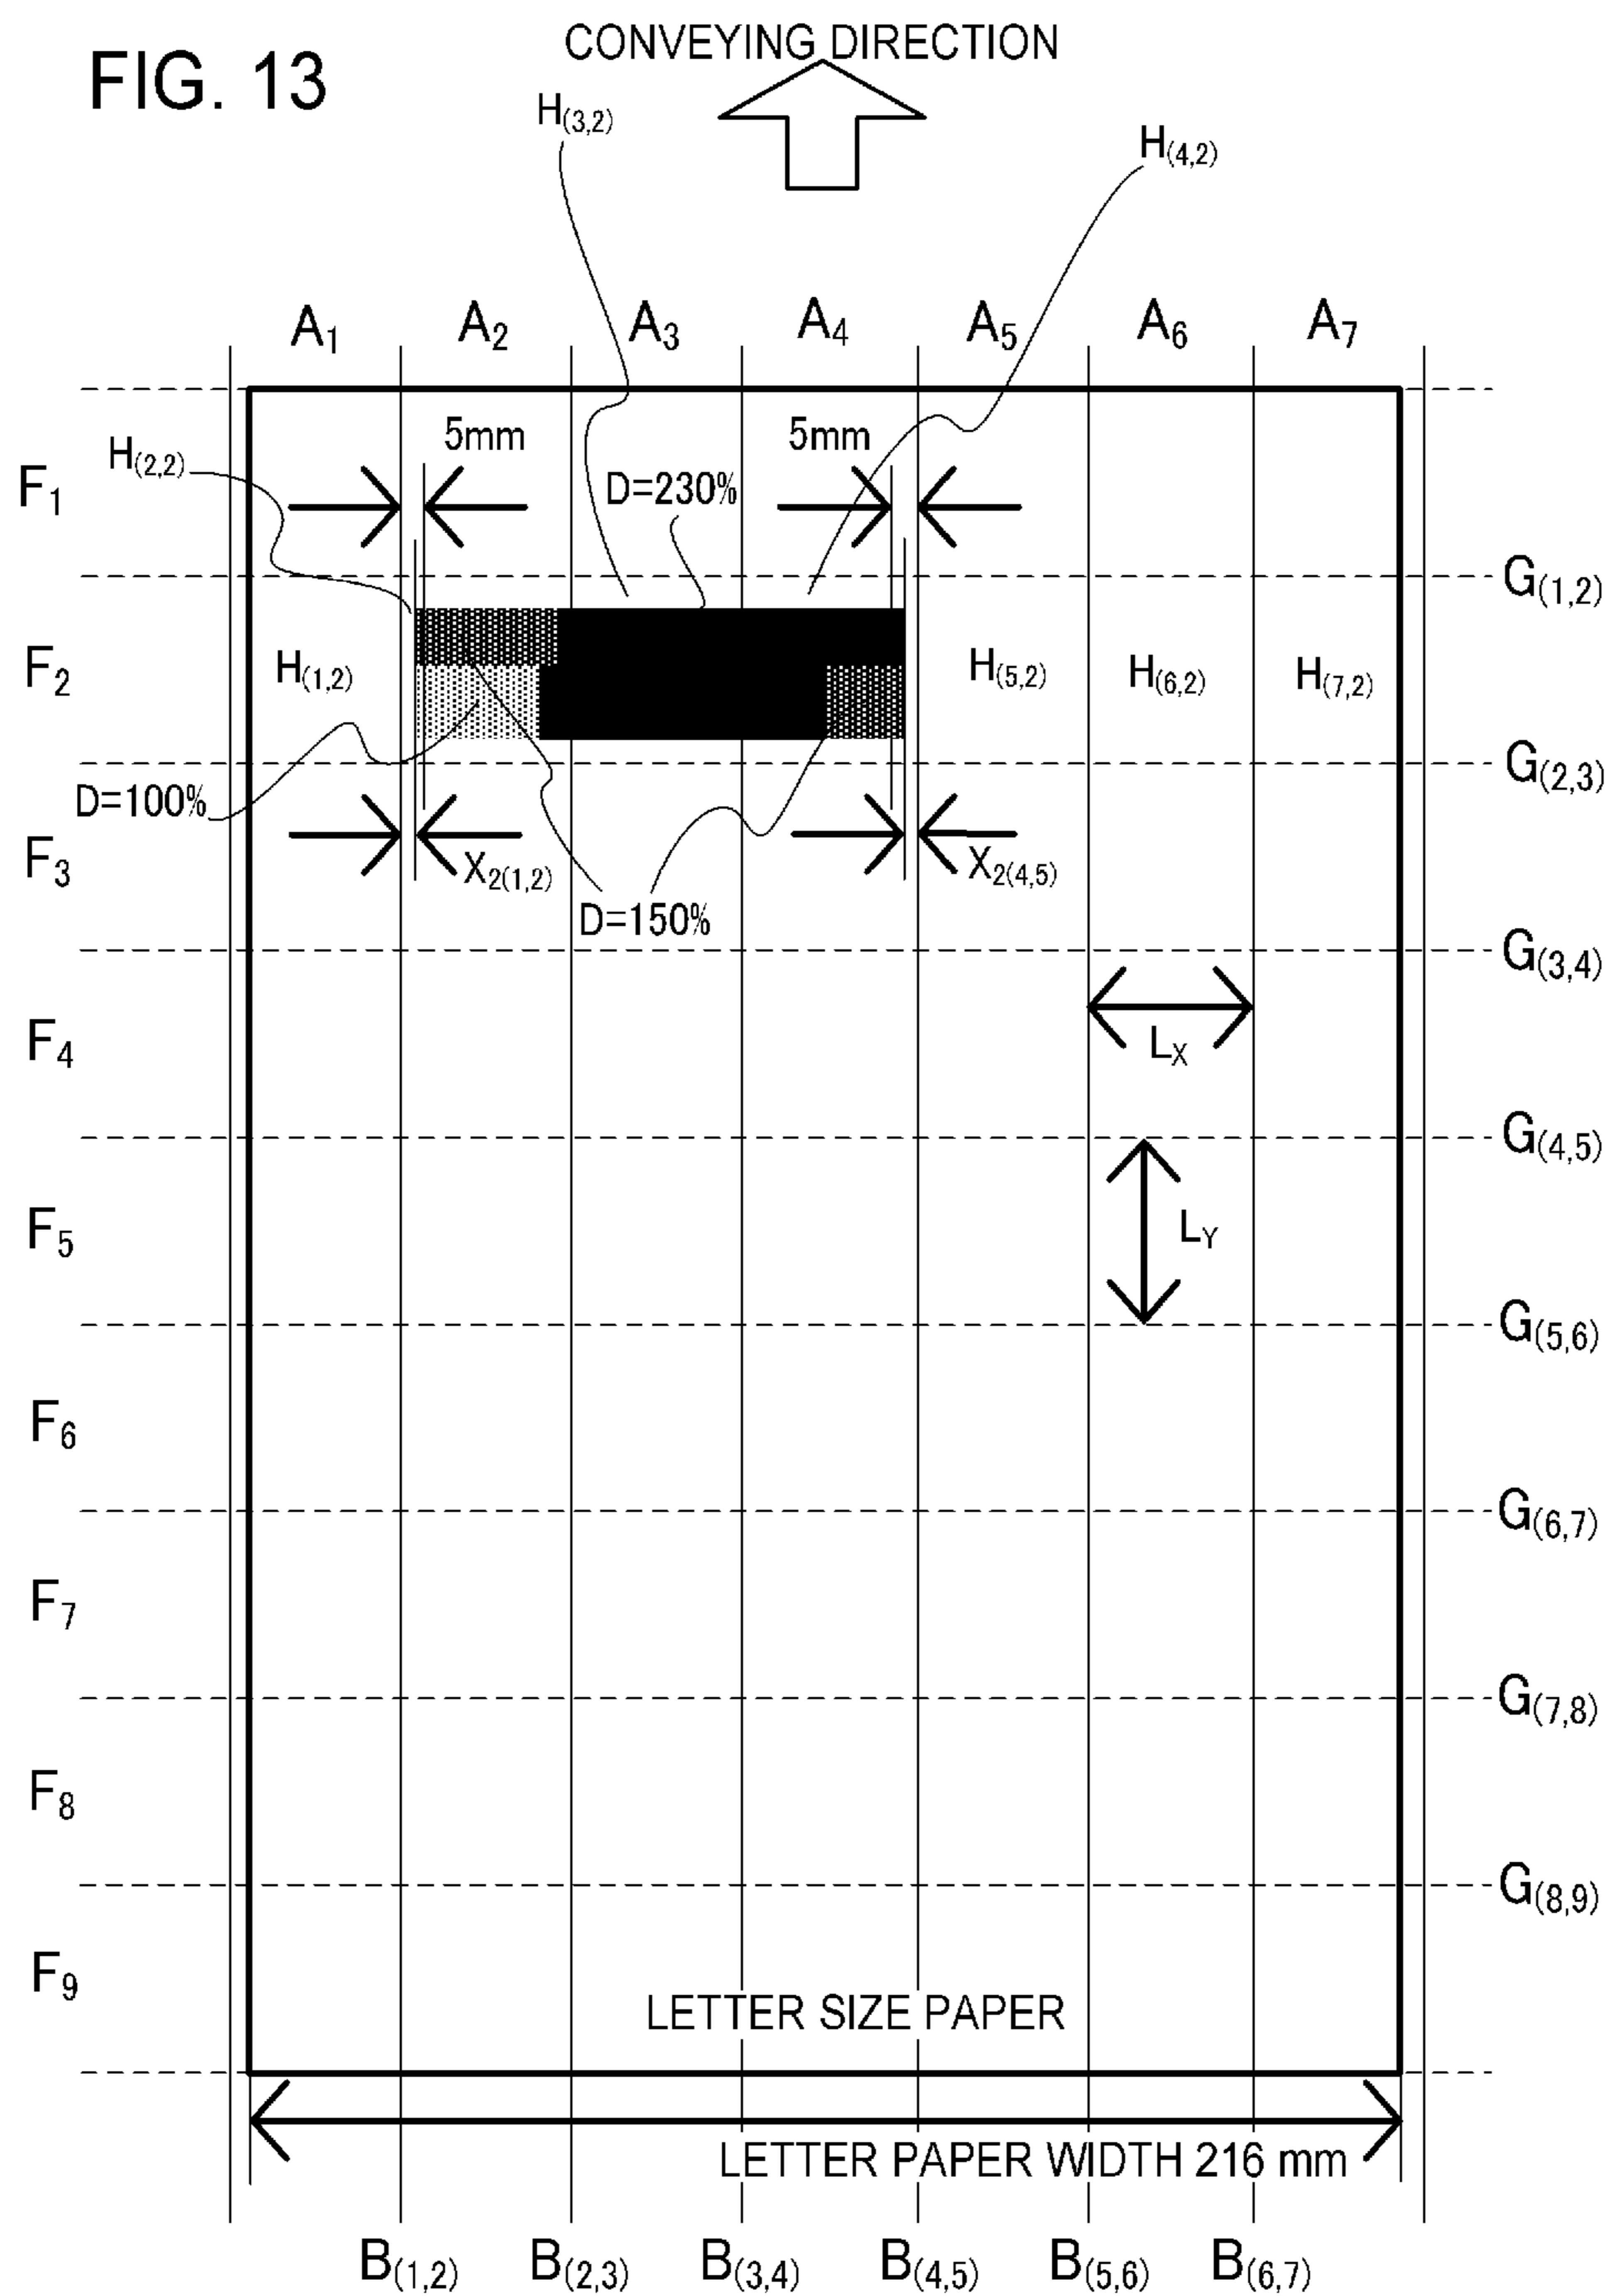 FIG. 13
CONVEYING DIRECTION
H(3,2)
H(4,2)
A1 A2 A3 A4 A5 A6 A7
5mm 5mm
H(2,2)
F1
D=230%
G(1,2)
F2
H(1,2) H(5,2) H(6,2) H(7,2)
G(2,3)
D=100%
F3
X2(1,2) X2(4,5)
D=150%
G(3,4)
F4
LX
G(4,5)
F5
LY
G(5,6)
F6
G(6,7)
F7
G(7,8)
F8
G(8,9)
F9
LETTER SIZE PAPER
LETTER PAPER WIDTH 216 mm
B(1,2) B(2,3) B(3,4) B(4,5) B(5,6) B(6,7)